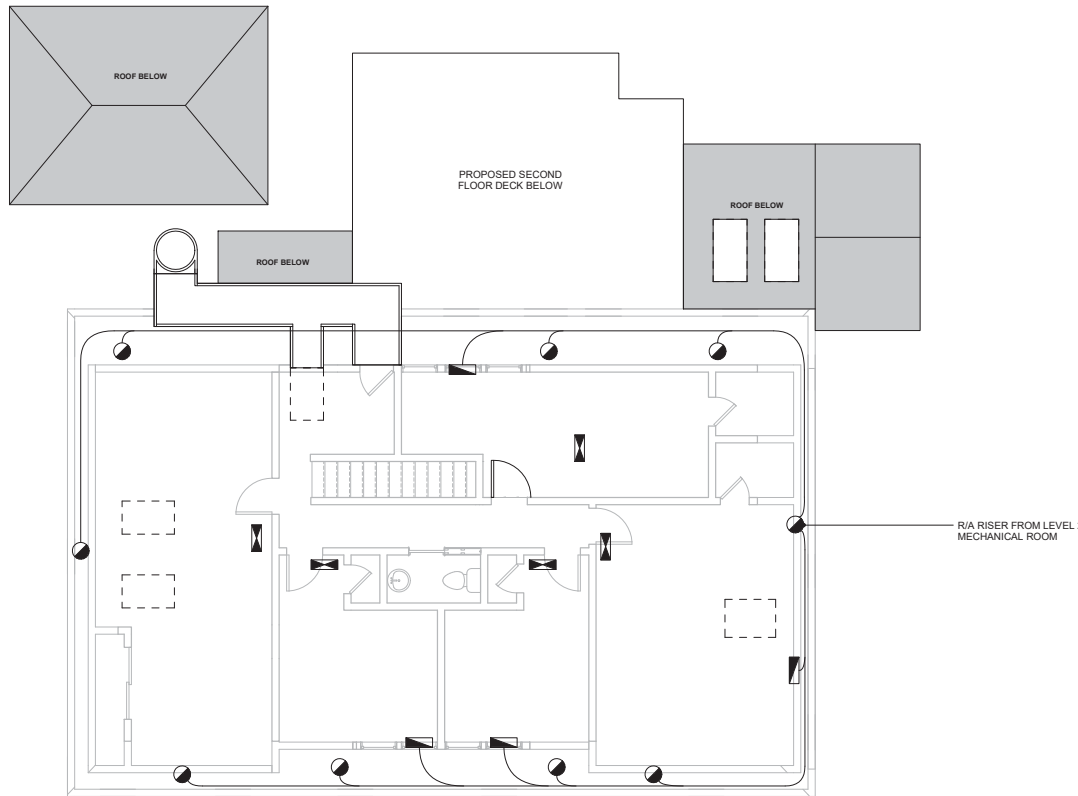 ROOF BELOW
PROPOSED SECOND
FLOOR DECK BELOW
ROOF BELOW
ROOF BELOW
R/A RISER FROM LEVEL
MECHANICAL ROOM